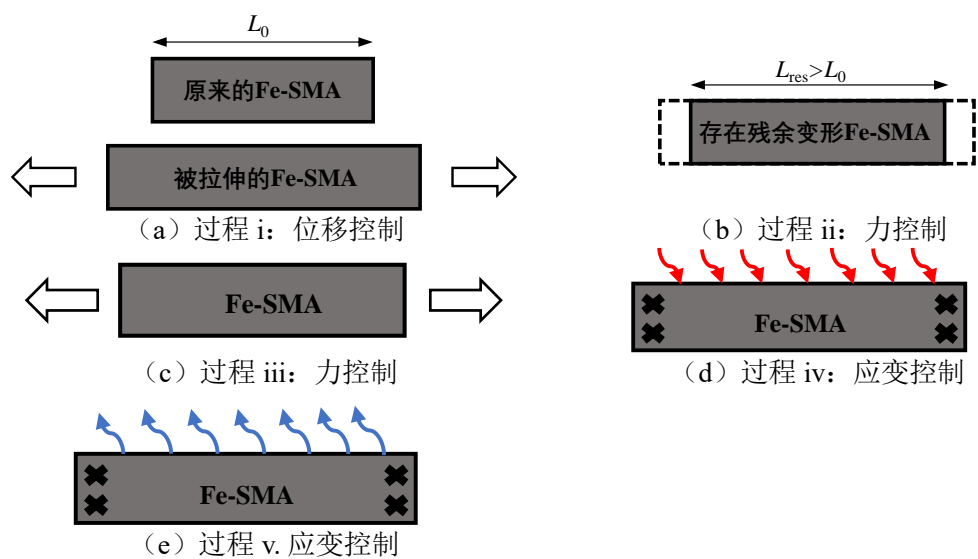 L0
原来的Fe-SMA
被拉伸的Fe-SMA
（a）过程 i：位移控制
Lres>L0
存在残余变形Fe-SMA
（b）过程 ii：力控制
Fe-SMA
（c）过程 iii：力控制
Fe-SMA
（d）过程 iv：应变控制
Fe-SMA
（e）过程 v. 应变控制